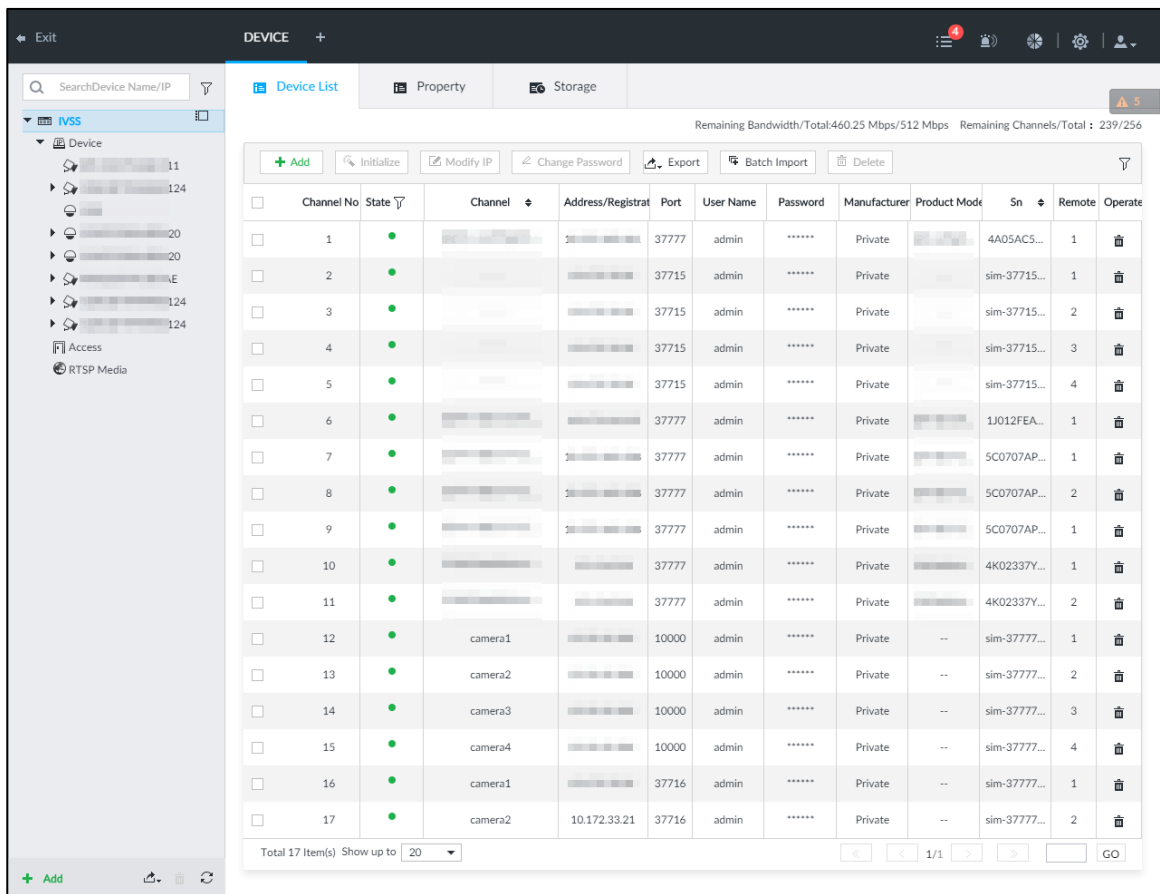 Exit
DEVICE +
4
SearchDevice Name/IP
Device List Property Storage
5
IVSS
Remaining Bandwidth/Total:460.25 Mbps/512 Mbps Remaining Channels/Total : 239/256
Device
11
124
20
20
AE
124
124
Access
RTSP Media
+ Add Initialize Modify IP Change Password Export Batch Import Delete
Channel No State Channel Address/Registrat Port User Name Password Manufacturer Product Mode Sn Remote Operate
1 37777 admin ****** Private 4A05AC5... 1
2 37715 admin ****** Private sim-37715... 1
3 37715 admin ****** Private sim-37715... 2
4 37715 admin ****** Private sim-37715... 3
5 37715 admin ****** Private sim-37715... 4
6 37777 admin ****** Private 1J012FEA... 1
7 37777 admin ****** Private 5C0707AP... 1
8 37777 admin ****** Private 5C0707AP... 2
9 37777 admin ****** Private 5C0707AP... 1
10 37777 admin ****** Private 4K02337Y... 1
11 37777 admin ****** Private 4K02337Y... 2
12 camera1 10000 admin ****** Private -- sim-37777... 1
13 camera2 10000 admin ****** Private -- sim-37777... 2
14 camera3 10000 admin ****** Private -- sim-37777... 3
15 camera4 10000 admin ****** Private -- sim-37777... 4
16 camera1 37716 admin ****** Private -- sim-37777... 1
17 camera2 10.172.33.21 37716 admin ****** Private -- sim-37777... 2
Total 17 Item(s) Show up to 20
1/1 GO
+ Add